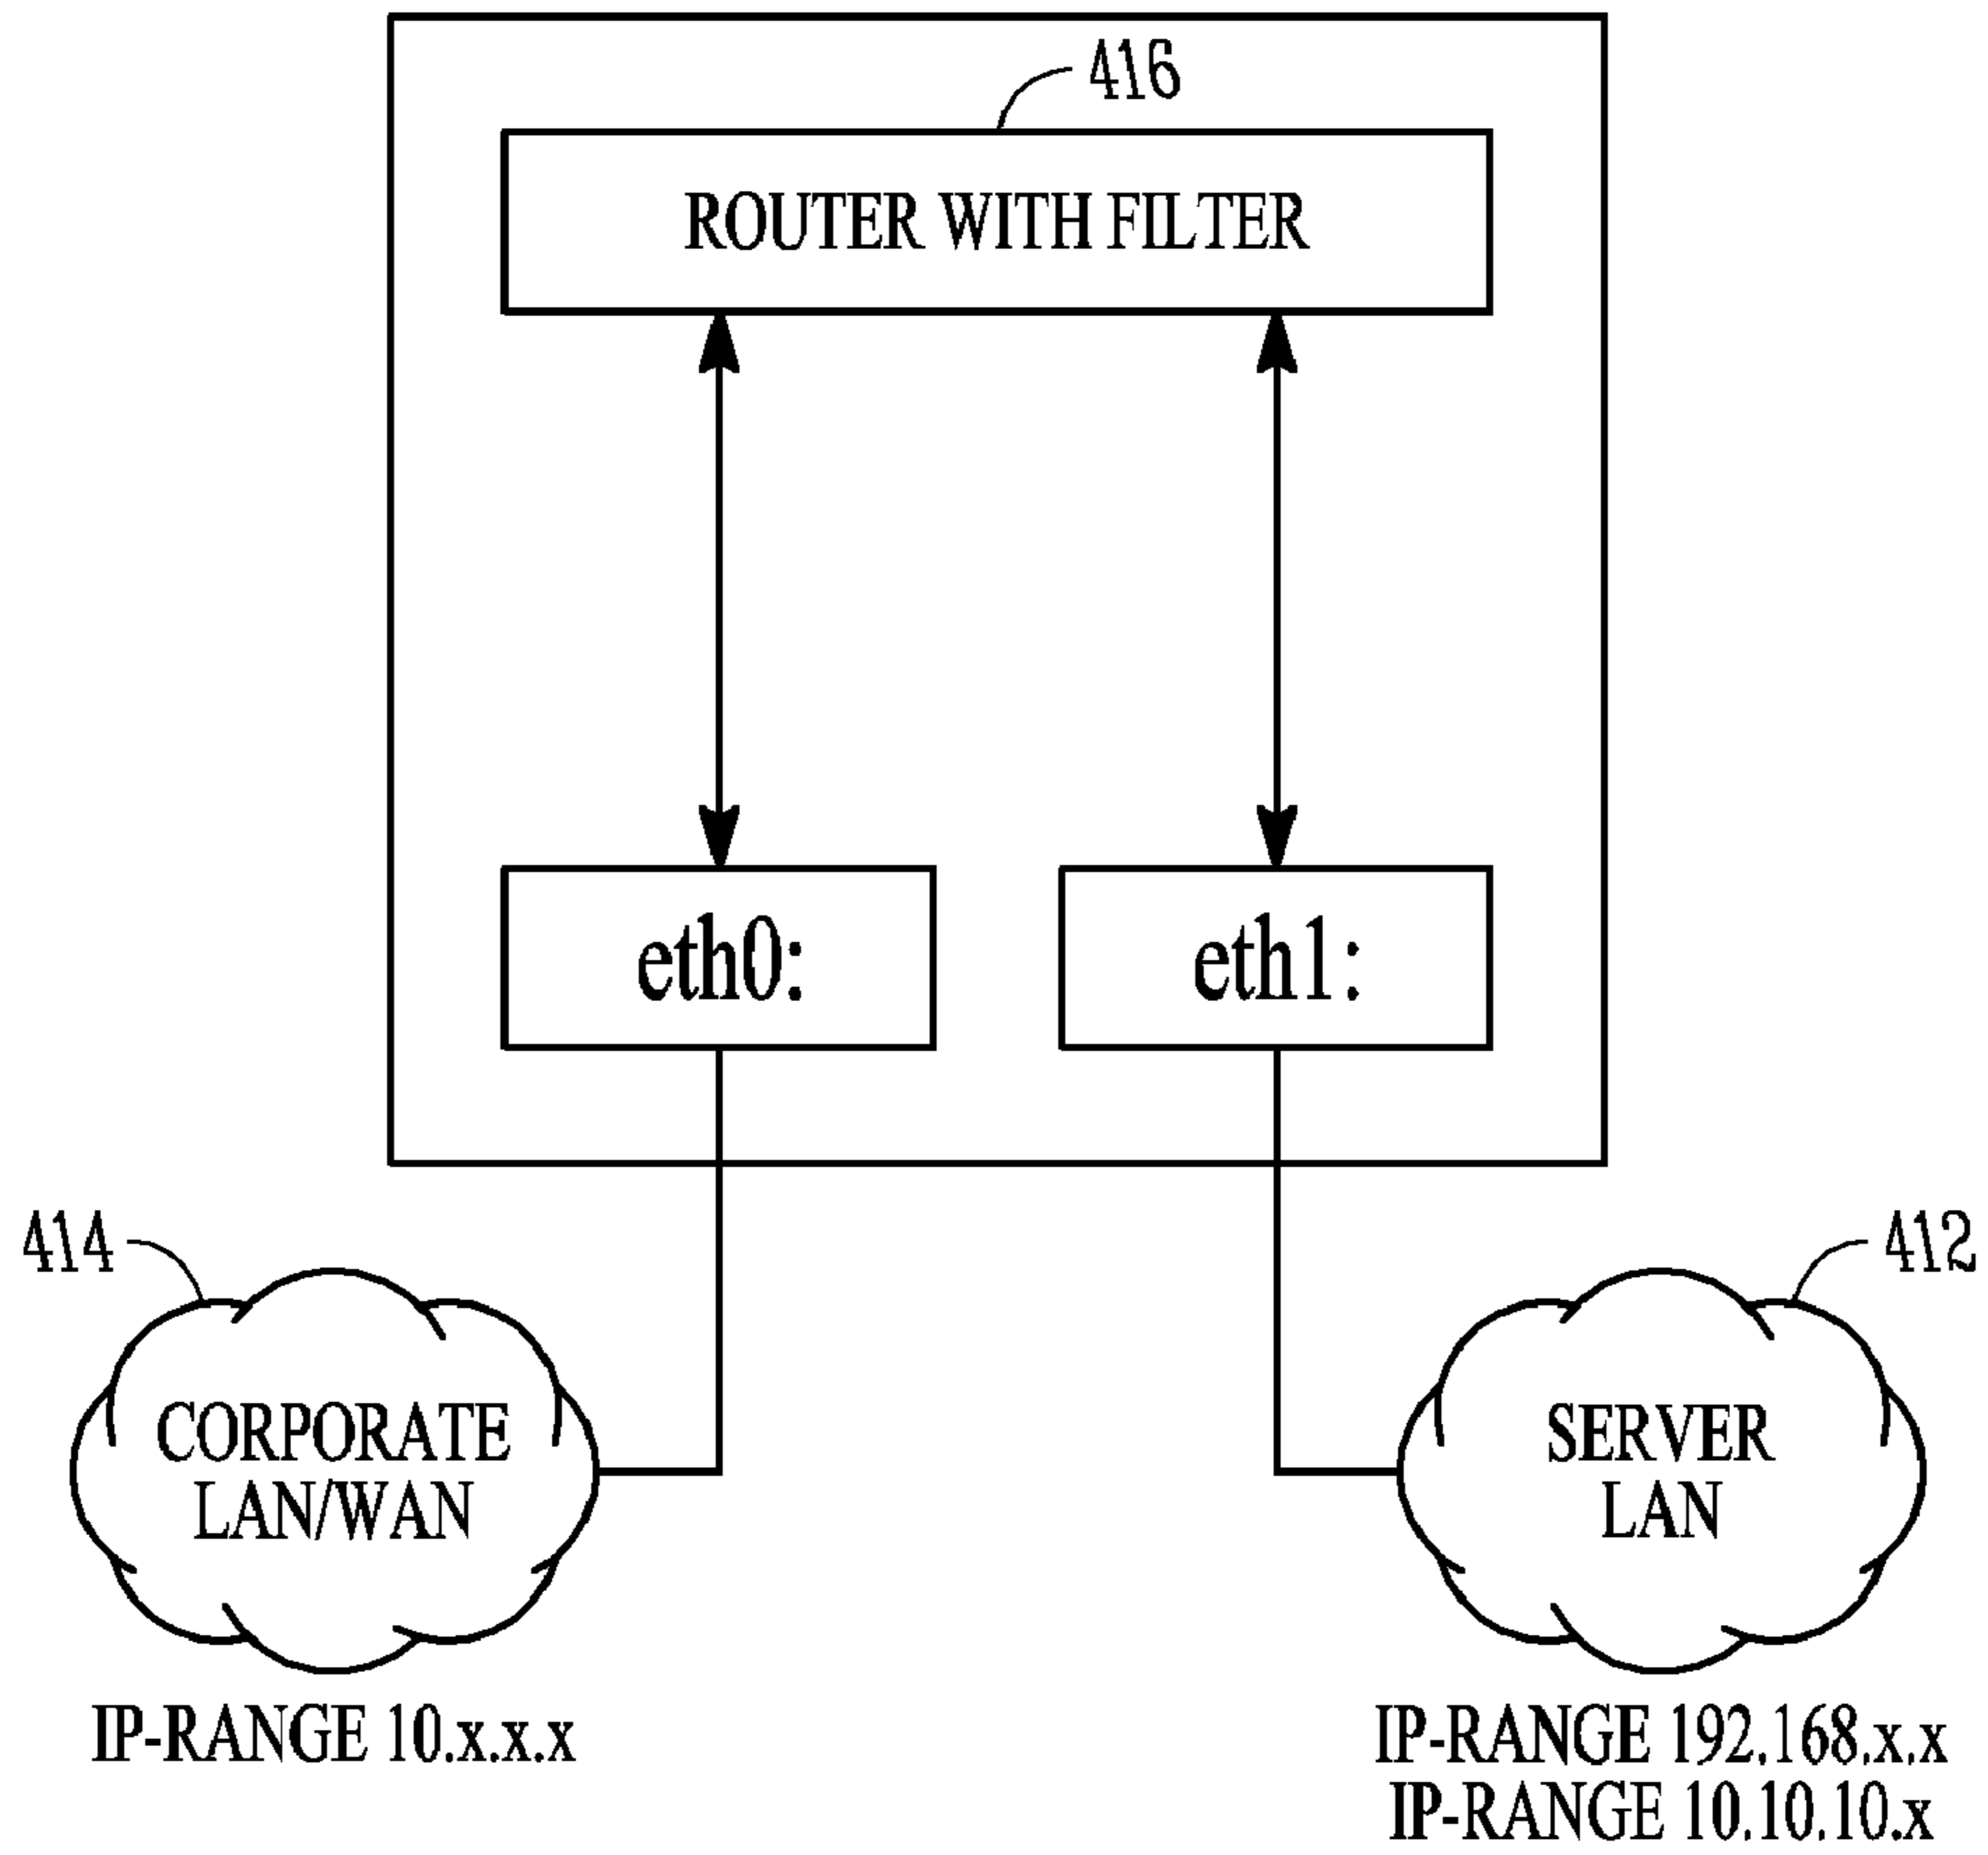 416
ROUTER WITH FILTER
eth0:
eth1:
414
412
CORPORATE
LAN/WAN
SERVER
LAN
IP-RANGE 10.x.x.x
IP-RANGE 192.168.x.x
IP-RANGE 10.10.10.x